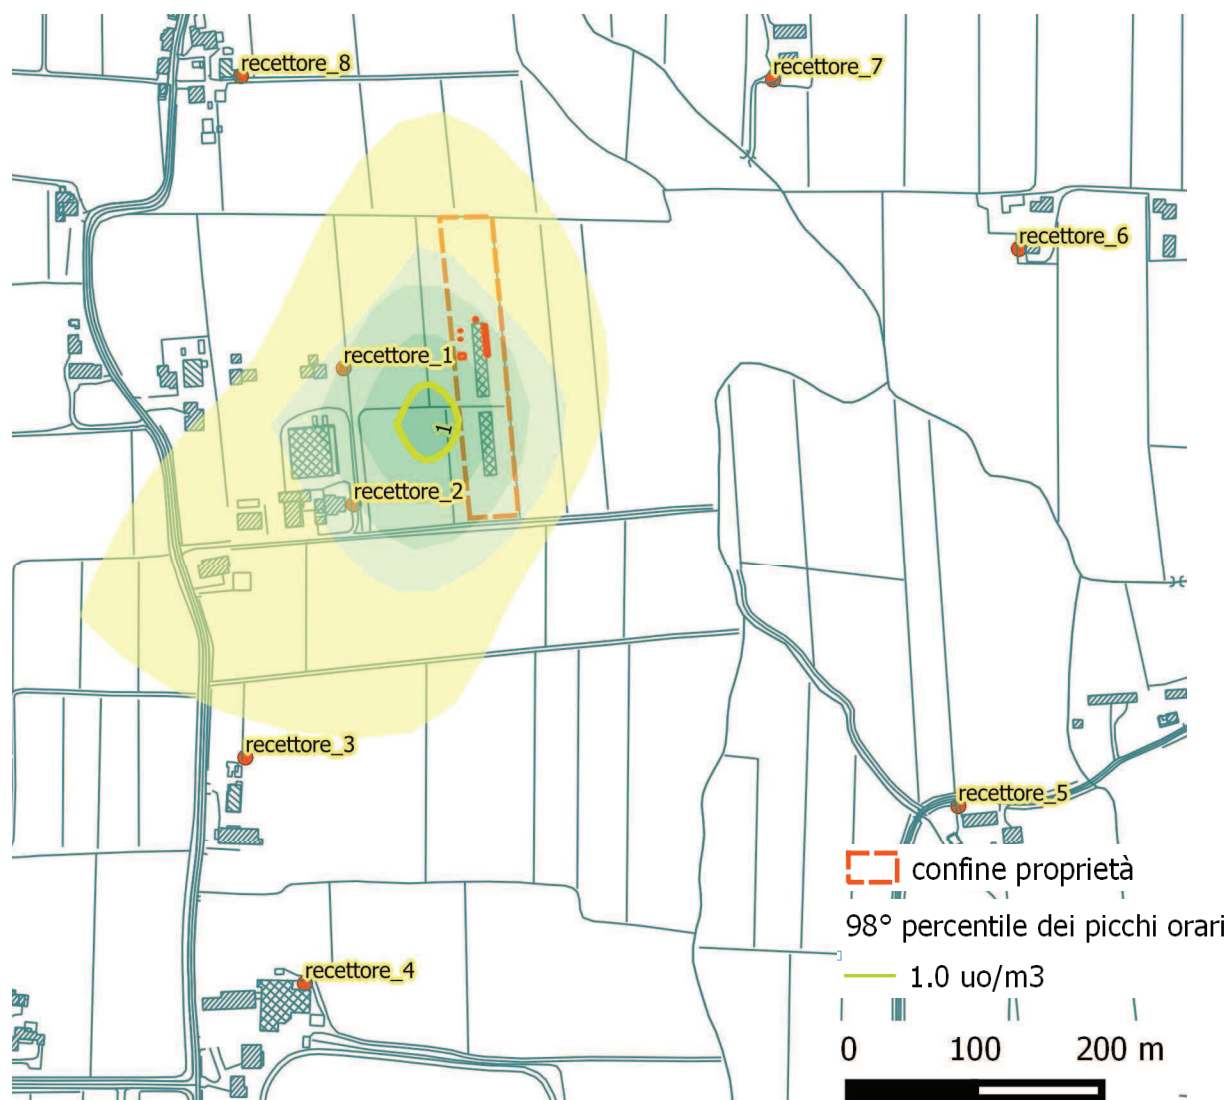 recettore_8
recettore_7
recettore_6
recettore_1
1
recettore_2
recettore_3
recettore_5
confine proprietà
98° percentile dei picchi orari
recettore_4
1.0 uo/m3
0 100 200 m